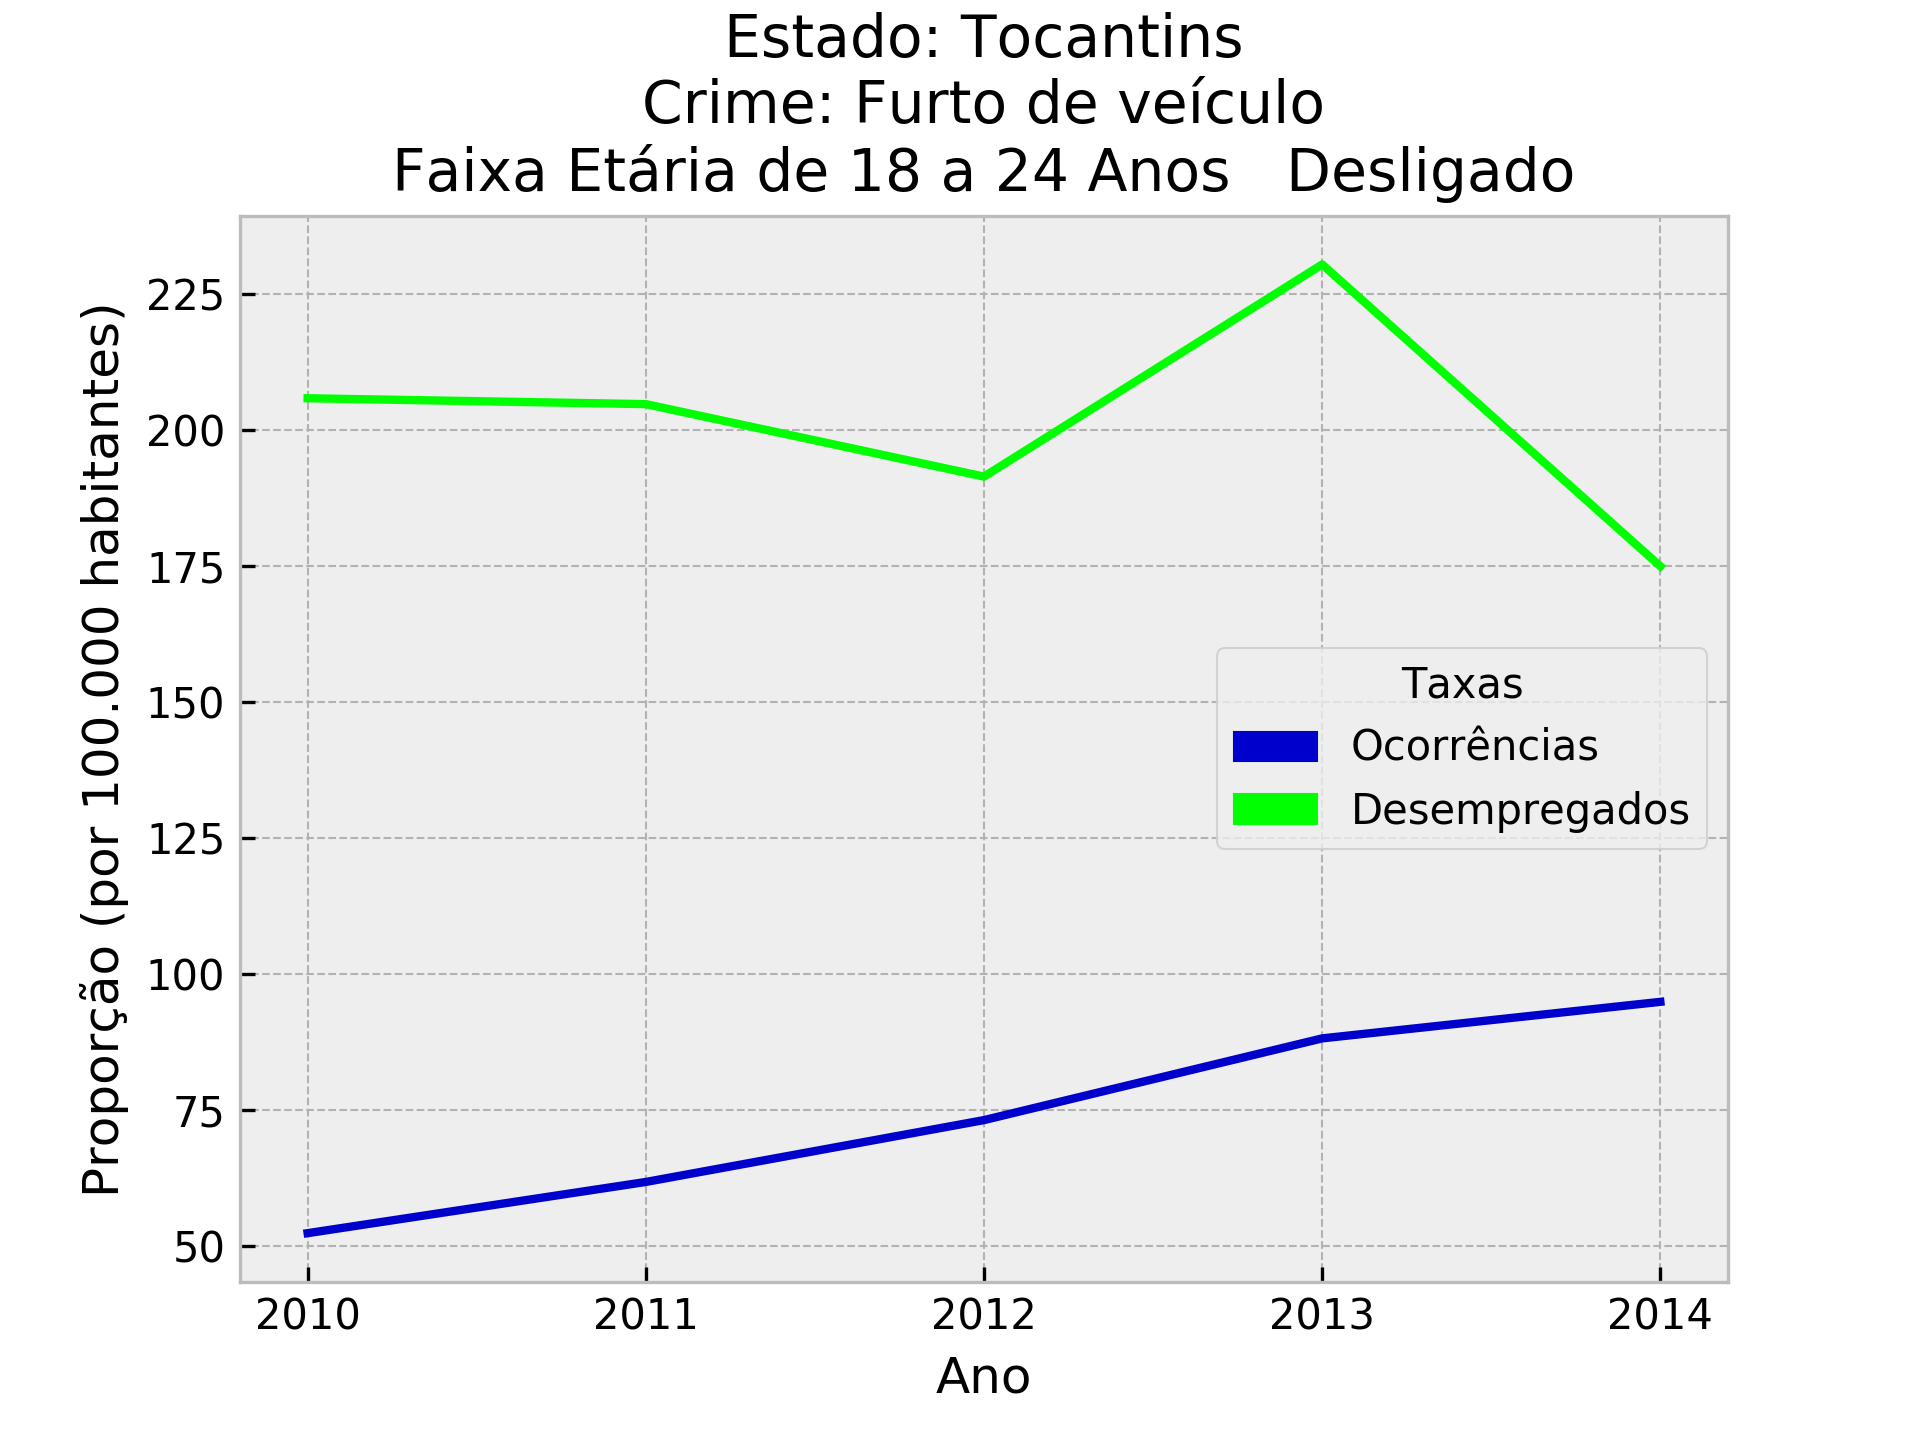 Estado: Tocantins
Crime: Furto de veículo
Faixa Etária de 18 a 24 Anos   Desligado
Proporção (por 100.000 habitantes)
225
200
175
150
125
100
75
50
Taxas
Ocorrências
Desempregados
2010 2011 2012 2013 2014
Ano